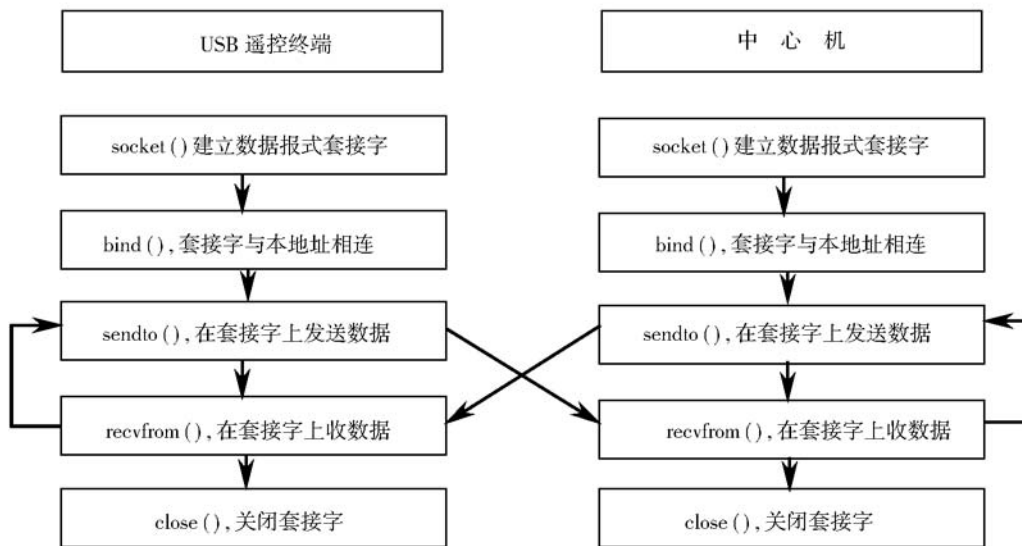 USB 遥控终端
中 心 机
socket()建立数据报式套接字
socket()建立数据报式套接字
bind(),套接字与本地址相连
bind(),套接字与本地址相连
sendto(),在套接字上发送数据
sendto(),在套接字上发送数据
recvfrom(),在套接字上收数据
recvfrom(),在套接字上收数据
close(),关闭套接字
close(),关闭套接字